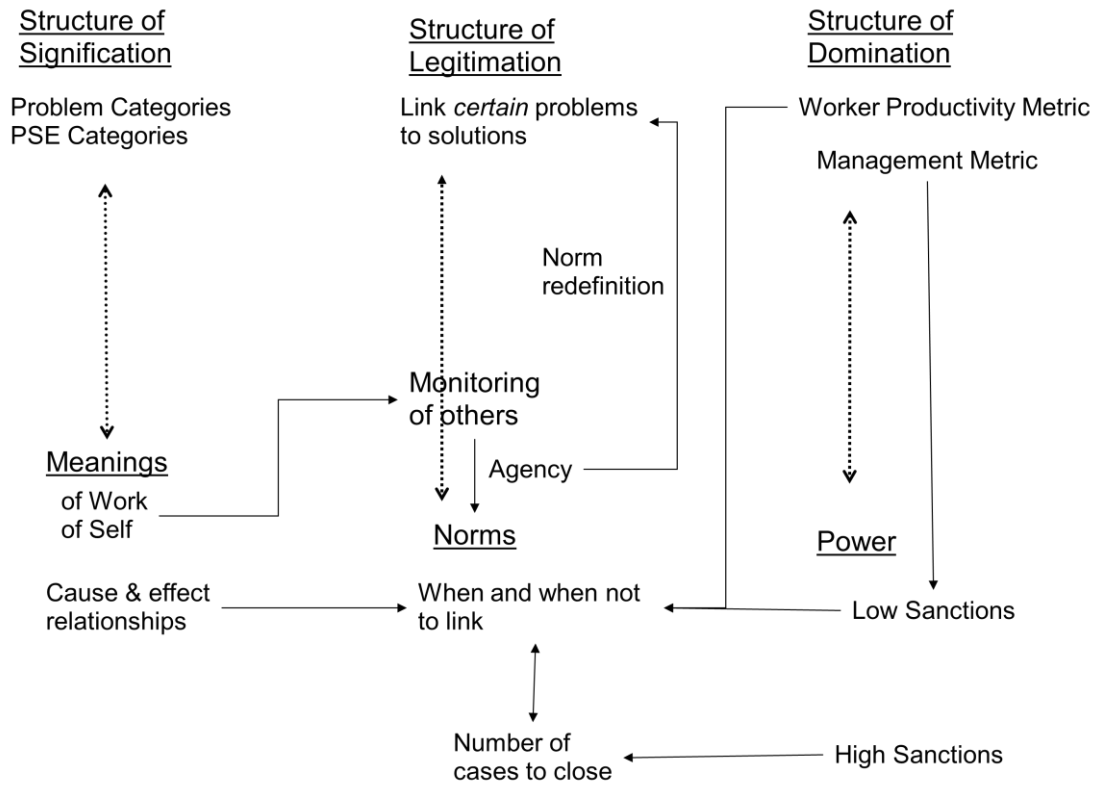 Structure of
Signification
Structure of
Legitimation
Structure of
Domination
Problem Categories
PSE Categories
Link certain problems
to solutions
Worker Productivity Metric
Management Metric
Norm
redefinition
Monitoring
of others
Agency
Meanings
of Work
of Self
Norms
Power
Cause & effect
relationships
When and when not
to link
Low Sanctions
Number of
cases to close
High Sanctions